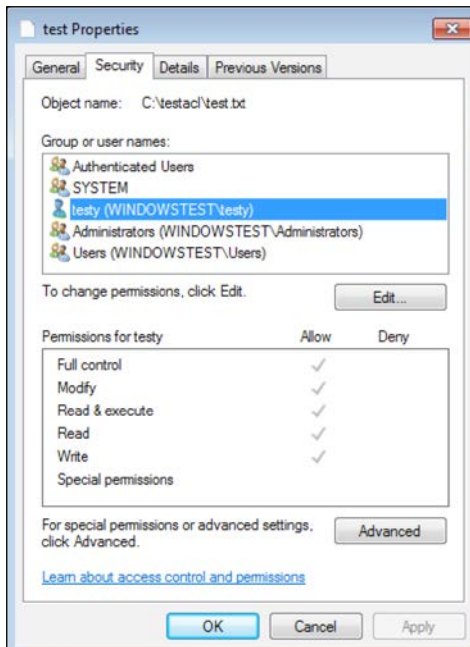 test Properties
General Security Details Previous Versions
Object name: C:\testacl\test.txt
Group or user names:
Authenticated Users
SYSTEM
testy (WINDOWSTEST\testy)
Administrators (WINDOWSTEST\Administrators)
Users (WINDOWSTEST\Users)
To change permissions, click Edit.
Edit...
Permissions for testy Allow Deny
Full control
Modify
Read & execute
Read
Write
Special permissions
For special permissions or advanced settings,
click Advanced.
Advanced
Learn about access control and permissions
OK Cancel Apply